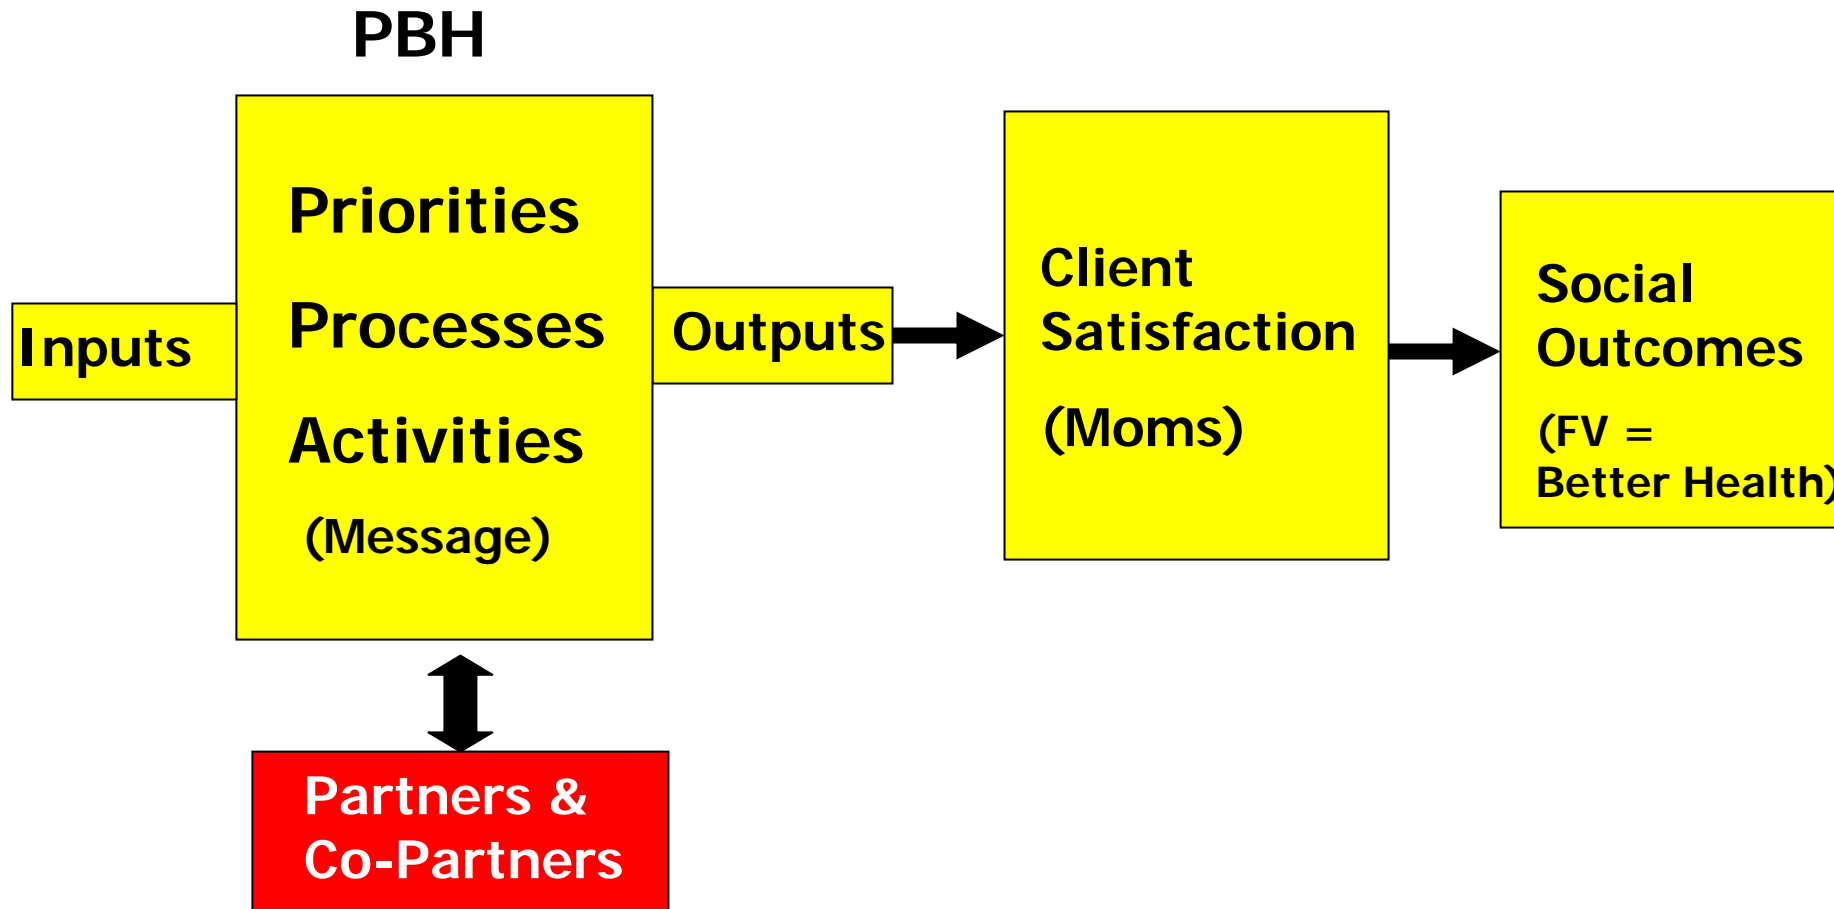 PBH
Inputs
Priorities
Processes
Activities
(Message)
Outputs
Client
Satisfaction
(Moms)
Social
Outcomes
(FV =
Better Health)
Partners &
Co-Partners